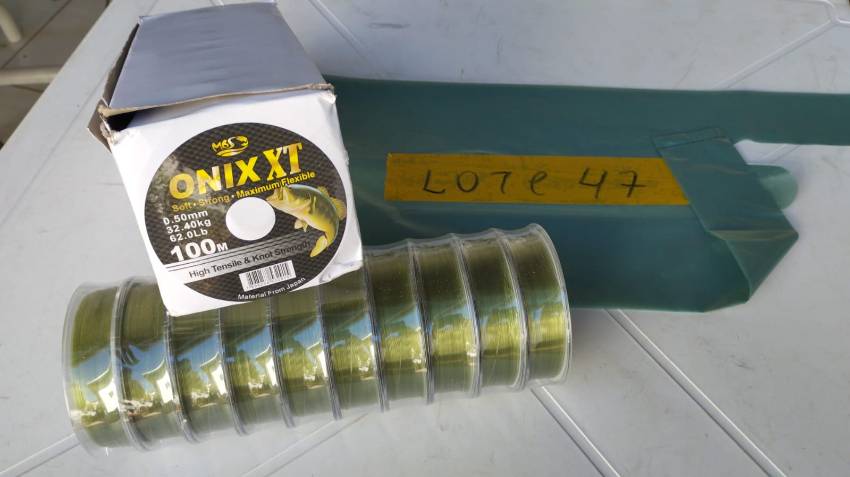 MBS
ONIX XT
Soft • Strong • Maximum Flexible
0.50mm
32.40kg
62.0Lb
100M
High Tensile & Knot Strength
Material From Japan
LOTe 47